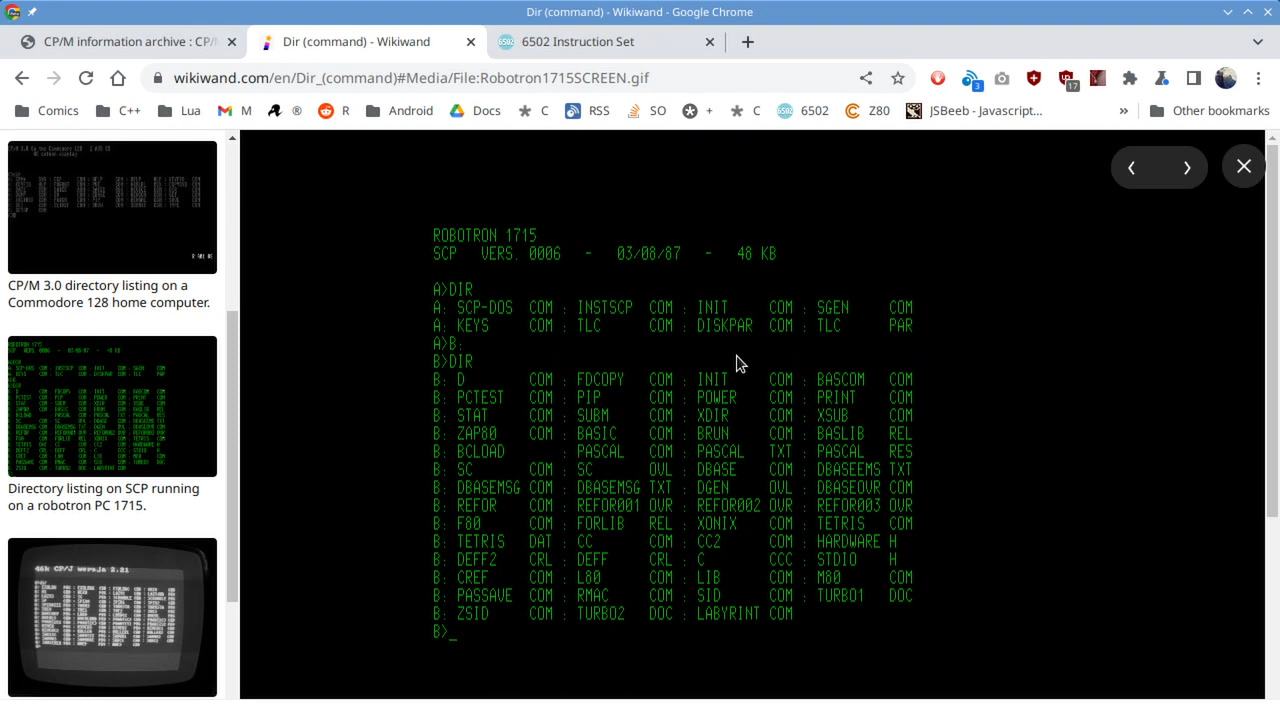 Dir (command) - Wikiwand - Google Chrome
CP/M information archive : CP/
Dir (command) - Wikiwand
6502 Instruction Set
wikiwand.com/en/Dir_(command)#Media/File:Robotron1715SCREEN.gif
3
17
Comics
C++
Lua
M
®
R
Android
Docs
C
RSS
SO
+
C
6502
Z80
JSBeeb - Javascript...
»
Other bookmarks
CP/M 3.0 directory listing on a
Commodore 128 home computer.
Directory listing on SCP running
on a robotron PC 1715.
ROBOTRON 1715
SCP VERS. 0006 - 03/08/87 - 48 KB
A>DIR
A: SCP-DOS COM : INSTSCP COM : INIT COM : SGEN COM
A: KEYS COM : TLC COM : DISKPAR COM : TLC PAR
A>B:
B>DIR
B: D COM : FDCOPY COM : INIT COM : BASCOM COM
B: PCTEST COM : PIP COM : POWER COM : PRINT COM
B: STAT COM : SUBM COM : XDIR COM : XSUB COM
B: ZAP80 COM : BASIC COM : BRUN COM : BASLIB REL
B: BCLOAD : PASCAL COM : PASCAL TXT : PASCAL RES
B: SC COM : SC OVL : DBASE COM : DBASEEMS TXT
B: DBASEMSG COM : DBASEMSG TXT : DGEN OVL : DBASEOVR COM
B: REFOR COM : REFOR001 OVR : REFOR002 OVR : REFOR003 OVR
B: F80 COM : FORLIB REL : XONIX COM : TETRIS COM
B: TETRIS DAT : CC COM : CC2 COM : HARDWARE H
B: DEFF2 CRL : DEFF CRL : C CCC : STDIO H
B: CREF COM : L80 COM : LIB COM : M80 COM
B: PASSAVE COM : RMAC COM : SID COM : TURBO1 DOC
B: ZSID COM : TURBO2 DOC : LABYRINT COM
B>_